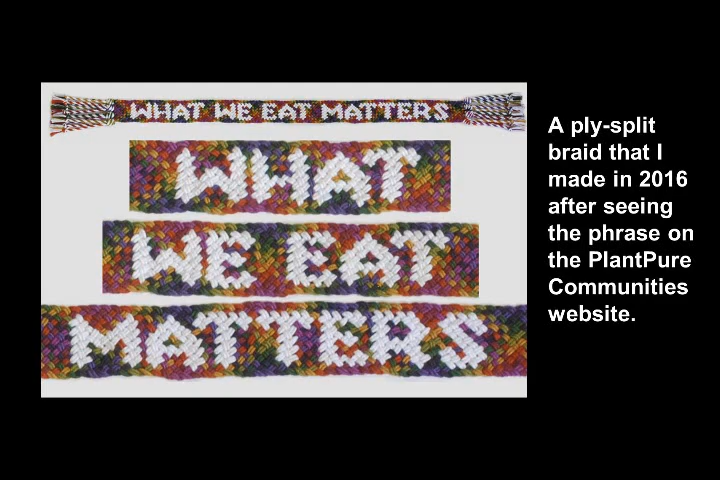 WHAT WE EAT MATTERS
WHAT
WE EAT
MATTERS
A ply-split
braid that I
made in 2016
after seeing
the phrase on
the PlantPure
Communities
website.